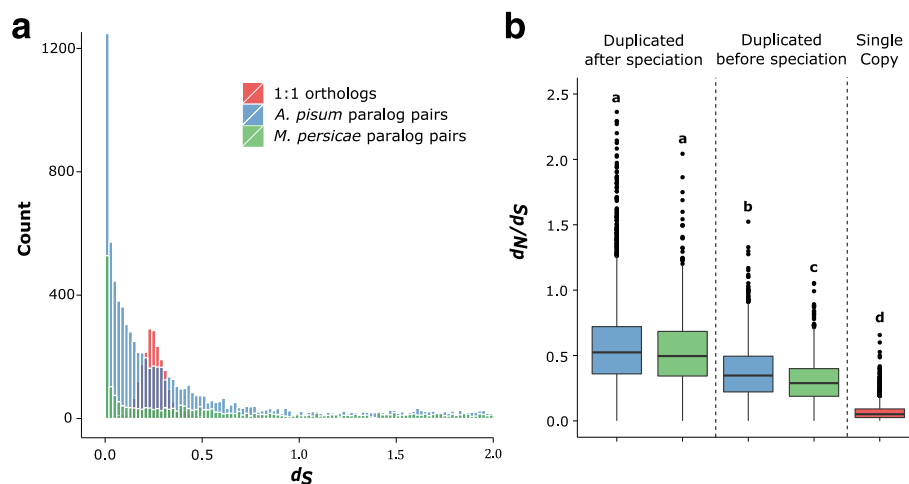 a
1200
800
400
0
Count
0.0
0.5
1.0
1.5
2.0
dS
1:1 orthologs
A. pisum paralog pairs
M. persicae paralog pairs
b
Duplicated
after speciation
Duplicated
before speciation
Single
Copy
2.5
2.0
1.5
1.0
0.5
0.0
dN/dS
a
a
b
c
d